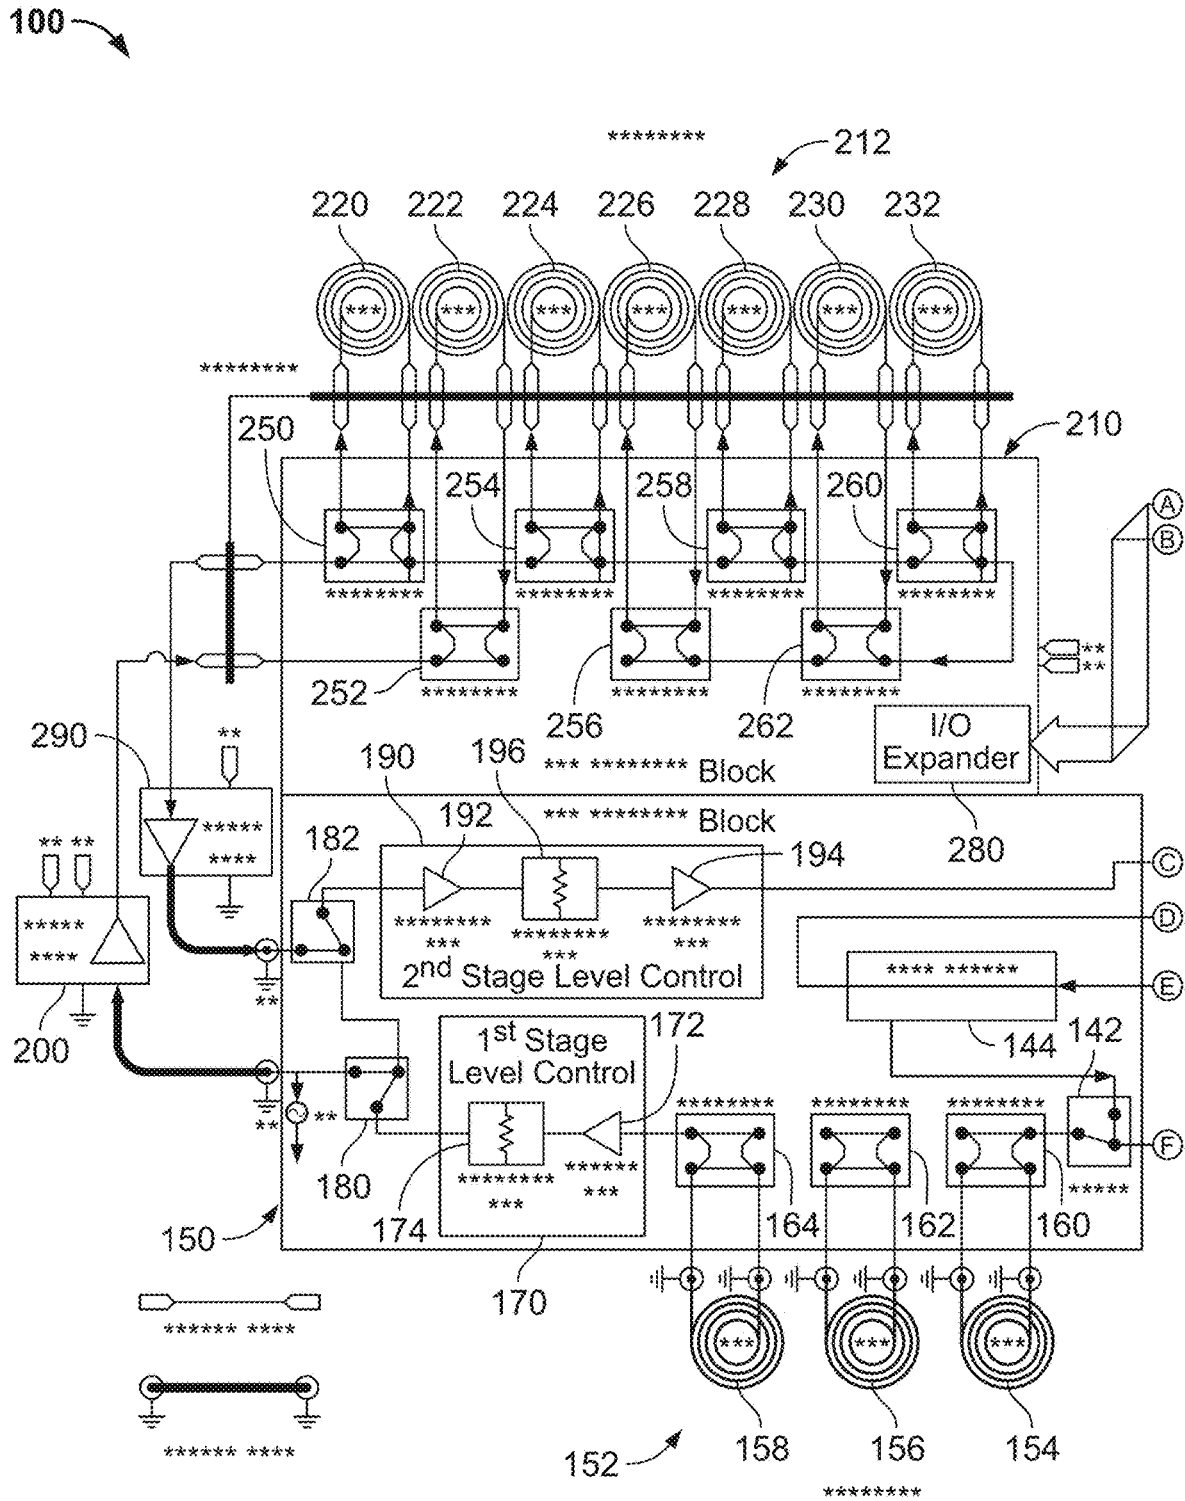 100
********
212
220 222 224 226 228 230 232
*** *** *** *** *** *** ***
********
250
210
254 258 260
A
B
******** ******** ******** ********
**
**
252 ******** ******** ********
256 262
290
**
I/O
Expander
190 196
*** ******** Block
*** ******** Block
192
182
280
194
*****
****
** **
C
******** ********
*** ******** ***
***
2nd Stage Level Control
D
*****
****
**** ******
E
**
200
1st Stage
Level Control
172
144
142
**
**
******** ******** ********
F
180
******** ******
*** ***
*****
174
164 162 160
150
170
****** ****
*** *** ***
****** ****
158 156 154
152
********